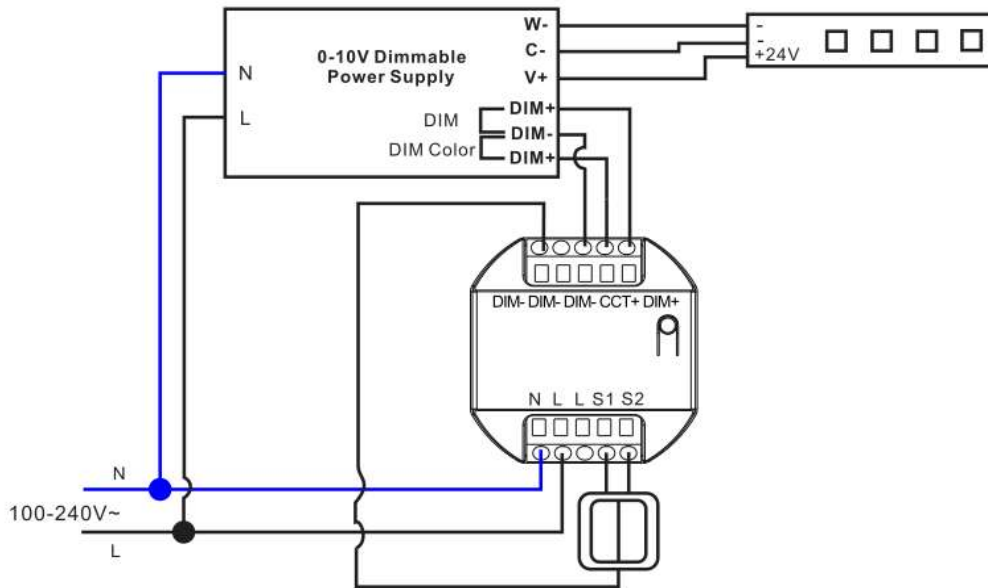 0-10V Dimmable
Power Supply
N
L
W-
C-
V+
DIM+
DIM-
DIM+
DIM
DIM Color
-
-
+24V
DIM- DIM- DIM- CCT+ DIM+
N L L S1 S2
N
100-240V~
L